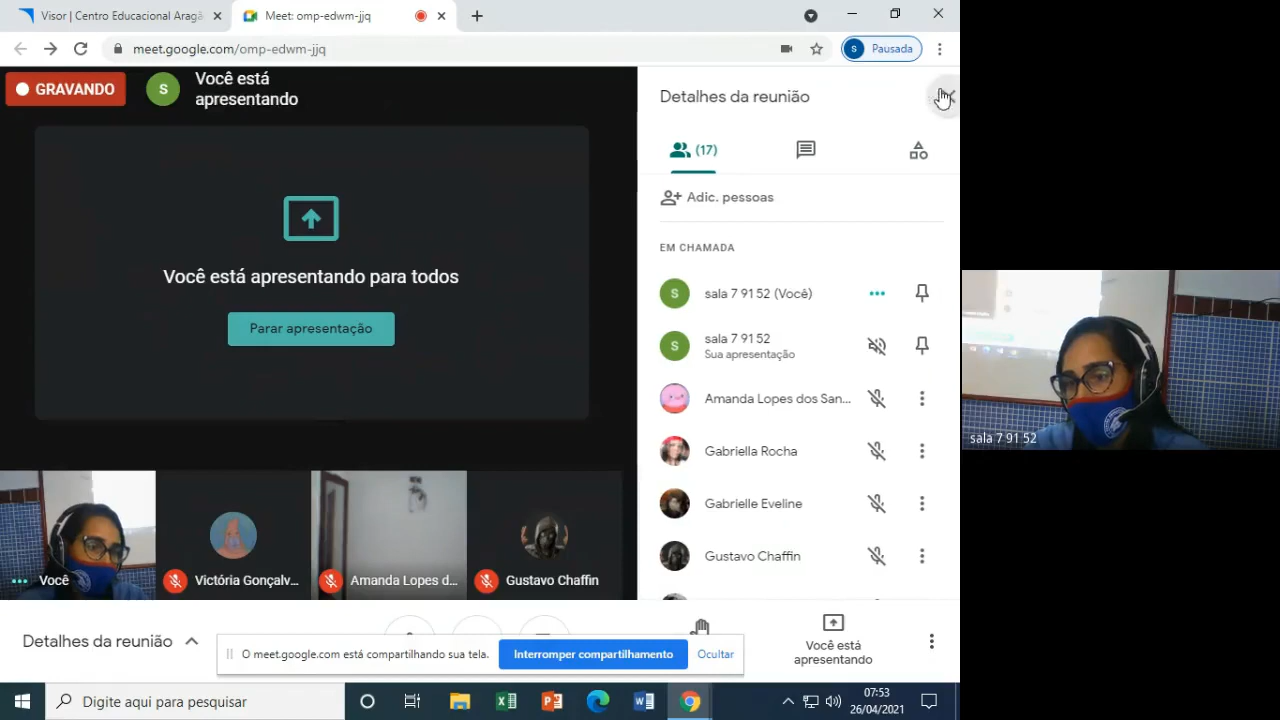 Visor | Centro Educacional Aragã
Meet: omp-edwm-jjq
meet.google.com/omp-edwm-jjq
S
Pausada
GRAVANDO
S
Você está
apresentando
Você está apresentando para todos
Parar apresentação
Você
Victória Gonçalv...
Amanda Lopes d...
Gustavo Chaffin
Detalhes da reunião
(17)
Adic. pessoas
EM CHAMADA
S
sala 7 91 52 (Você)
S
sala 7 91 52
Sua apresentação
Amanda Lopes dos San...
Gabriella Rocha
Gabrielle Eveline
Gustavo Chaffin
Detalhes da reunião
O meet.google.com está compartilhando sua tela.
Interromper compartilhamento
Ocultar
Você está
apresentando
Digite aqui para pesquisar
07:53
26/04/2021
sala 7 91 52